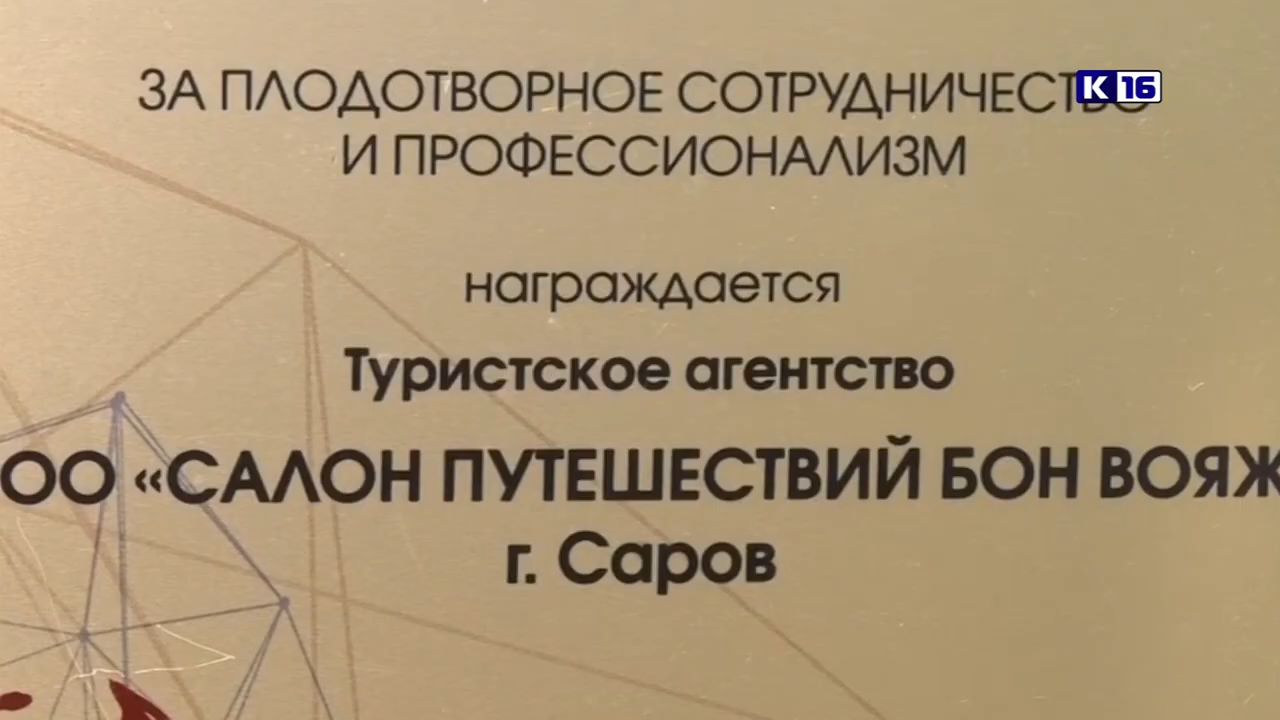 К 16
ЗА ПЛОДОТВОРНОЕ СОТРУДНИЧЕСТВО
И ПРОФЕССИОНАЛИЗМ
награждается
Туристское агентство
ОО «САЛОН ПУТЕШЕСТВИЙ БОН ВОЯЖ
г. Саров